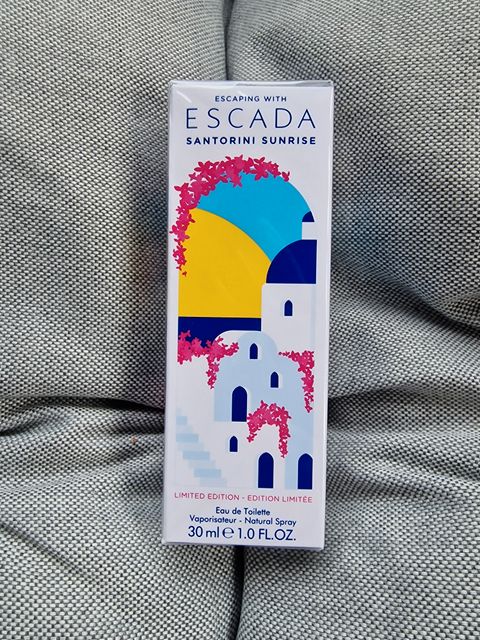 ESCAPING WITH
ESCADA
SANTORINI SUNRISE
LIMITED EDITION - EDITION LIMITÉE
Eau de Toilette
Vaporisateur - Natural Spray
30 ml ℮ 1.0 FL.OZ.